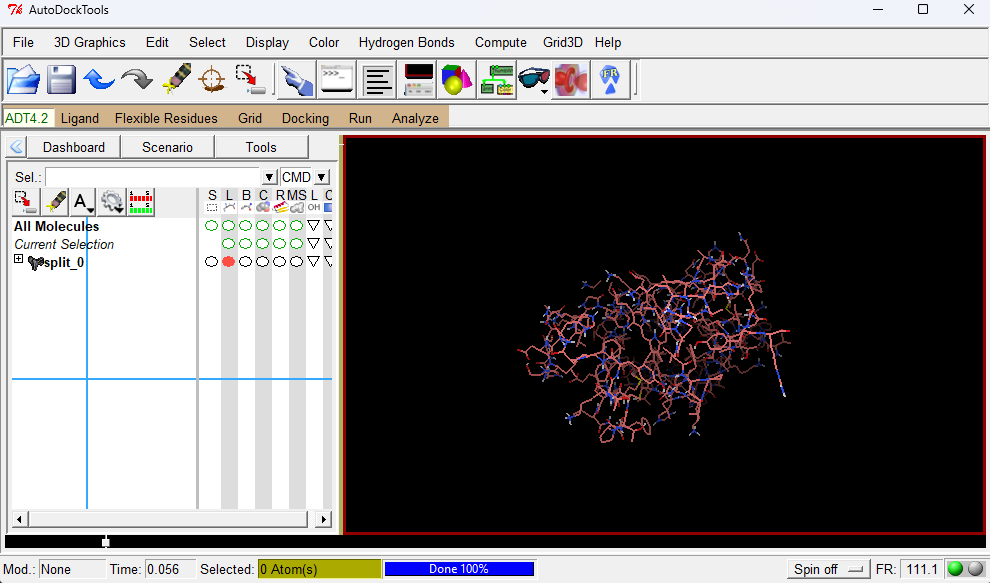 AutoDockTools
File 3D Graphics Edit Select Display Color Hydrogen Bonds Compute Grid3D Help
>>>
FR
ADT4.2 Ligand Flexible Residues Grid Docking Run Analyze
Dashboard Scenario Tools
Sel.: CMD
A S L B C R MS L C
OH
All Molecules
Current Selection
split_0
Mod.: None Time: 0.056 Selected: 0 Atom(s) Done 100% Spin off FR: 111.1